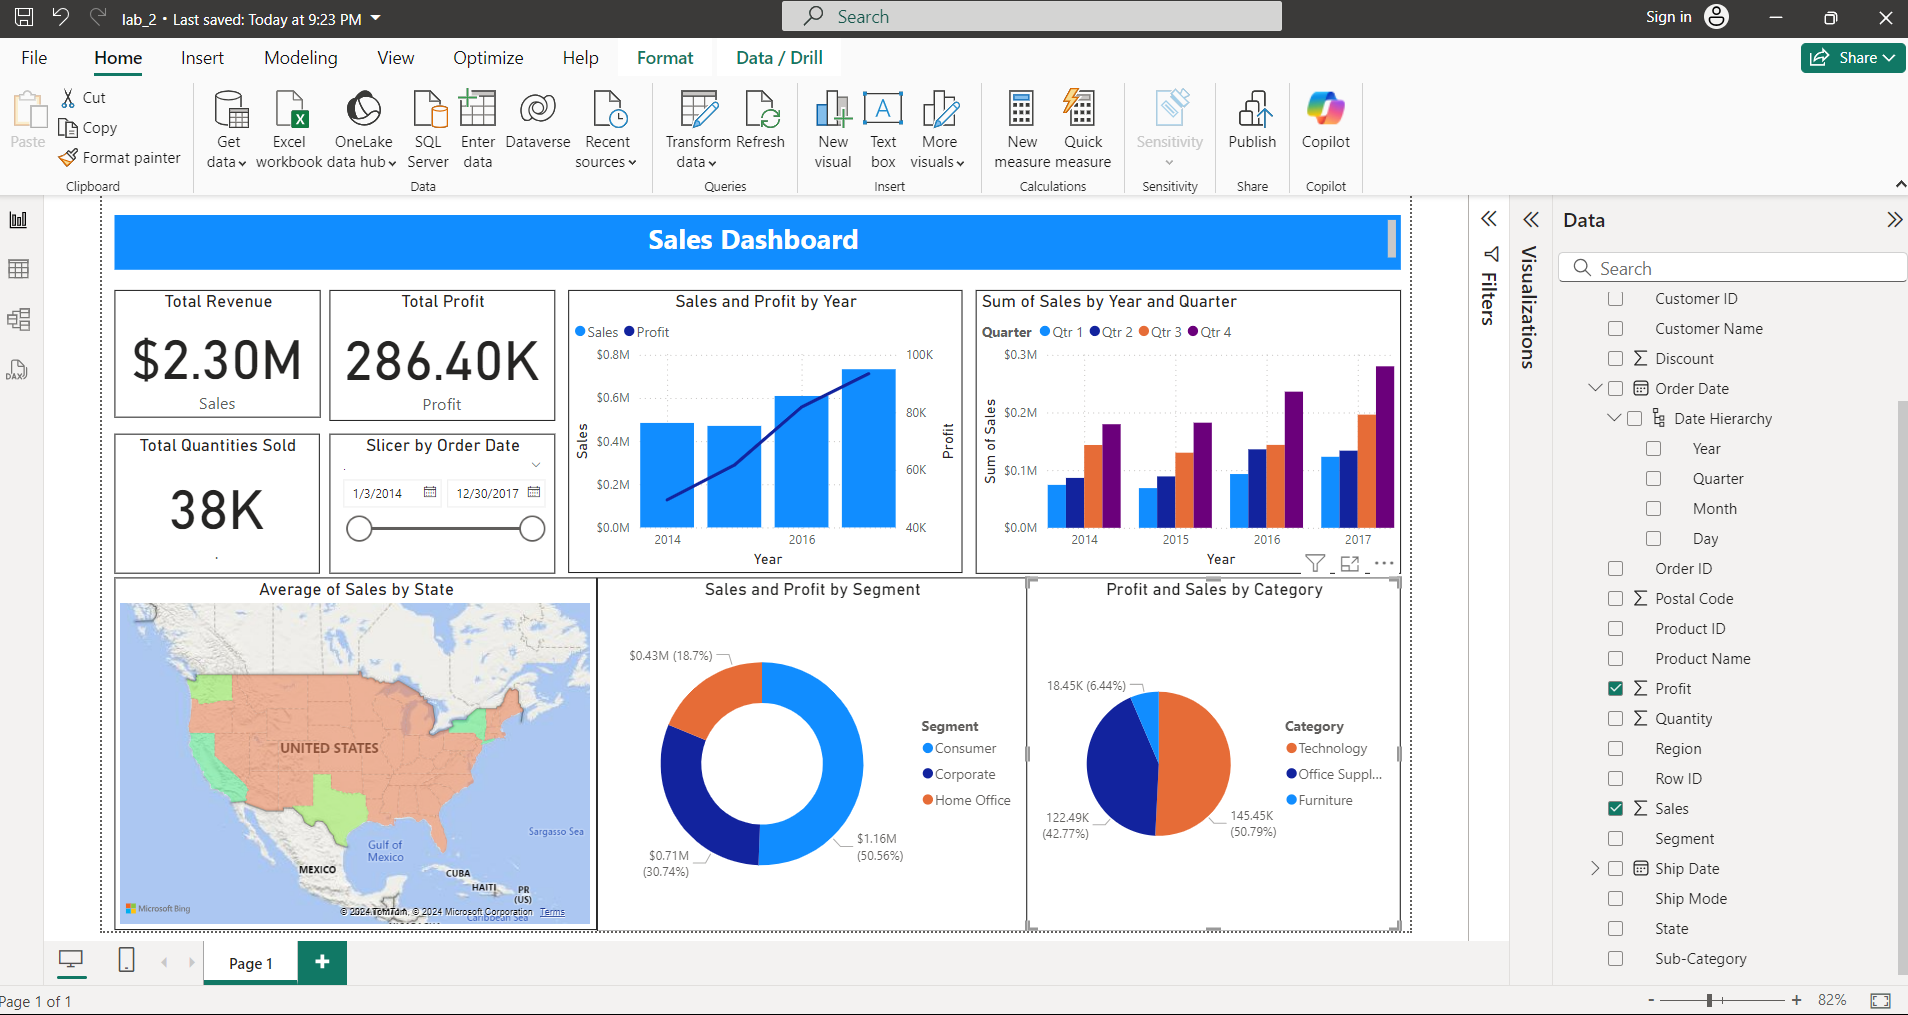 lab_2 • Last saved: Today at 9:23 PM
Search
Sign in
File Home Insert Modeling View Optimize Help Format Data / Drill
Share
Paste
Cut
Copy
Format painter
Clipboard
Get data
Excel workbook
OneLake data hub
SQL Server
Enter data
Dataverse
Recent sources
Data
Transform data
Refresh
Queries
New visual
Text box
More visuals
Insert
New measure
Quick measure
Calculations
Sensitivity
Sensitivity
Publish
Share
Copilot
Copilot
DAX
Sales Dashboard
Total Revenue
$2.30M
Sales
Total Profit
286.40K
Profit
Total Quantities Sold
38K
Slicer by Order Date
1/3/2014 12/30/2017
Sales and Profit by Year
Sales Profit
$0.8M
$0.6M
$0.4M
$0.2M
$0.0M
Sales
100K
80K
60K
40K
Profit
2014 2016
Year
Sum of Sales by Year and Quarter
Quarter Qtr 1 Qtr 2 Qtr 3 Qtr 4
$0.3M
$0.2M
$0.1M
$0.0M
Sum of Sales
2014 2015 2016 2017
Year
Average of Sales by State
UNITED STATES
Sargasso Sea
Gulf of
Mexico
MEXICO
CUBA
HAITI
PR
(US)
Microsoft Bing
© 2024 TomTom, © 2024 Microsoft Corporation Terms
Caribbean Sea
Sales and Profit by Segment
$0.43M (18.7%)
$0.71M
(30.74%)
$1.16M
(50.56%)
Segment
Consumer
Corporate
Home Office
Profit and Sales by Category
18.45K (6.44%)
122.49K
(42.77%)
145.45K
(50.79%)
Category
Technology
Office Suppl...
Furniture
Filters
Visualizations
Data
Search
Customer ID
Customer Name
Discount
Order Date
Date Hierarchy
Year
Quarter
Month
Day
Order ID
Postal Code
Product ID
Product Name
Profit
Quantity
Region
Row ID
Sales
Segment
Ship Date
Ship Mode
State
Sub-Category
Page 1
Page 1 of 1
82%